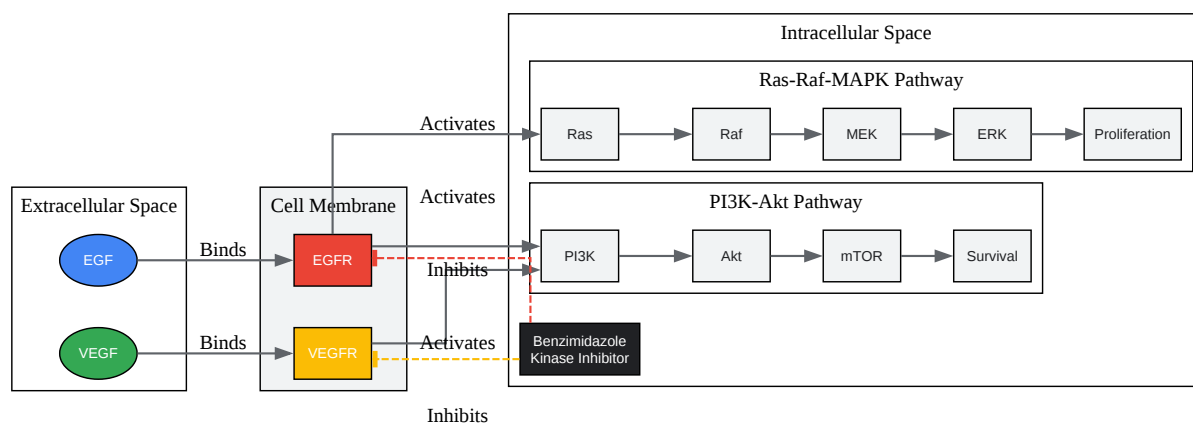 Intracellular Space
Ras-Raf-MAPK Pathway
Activates
Ras
Raf
MEK
ERK
Proliferation
Extracellular Space
Cell Membrane
Activates
PI3K-Akt Pathway
EGF
Binds
EGFR
Inhibits
PI3K
Akt
mTOR
Survival
VEGF
Binds
VEGFR
Activates
Benzimidazole
Kinase Inhibitor
Inhibits